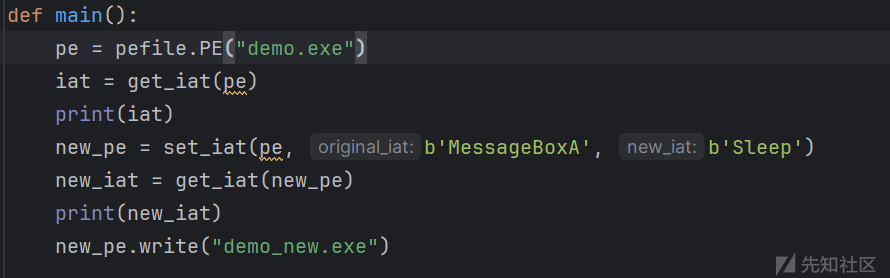 def main():
    pe = pefile.PE("demo.exe")
    iat = get_iat(pe)
    print(iat)
    new_pe = set_iat(pe, original_iat: b'MessageBoxA', new_iat: b'Sleep')
    new_iat = get_iat(new_pe)
    print(new_iat)
    new_pe.write("demo_new.exe")
先知社区